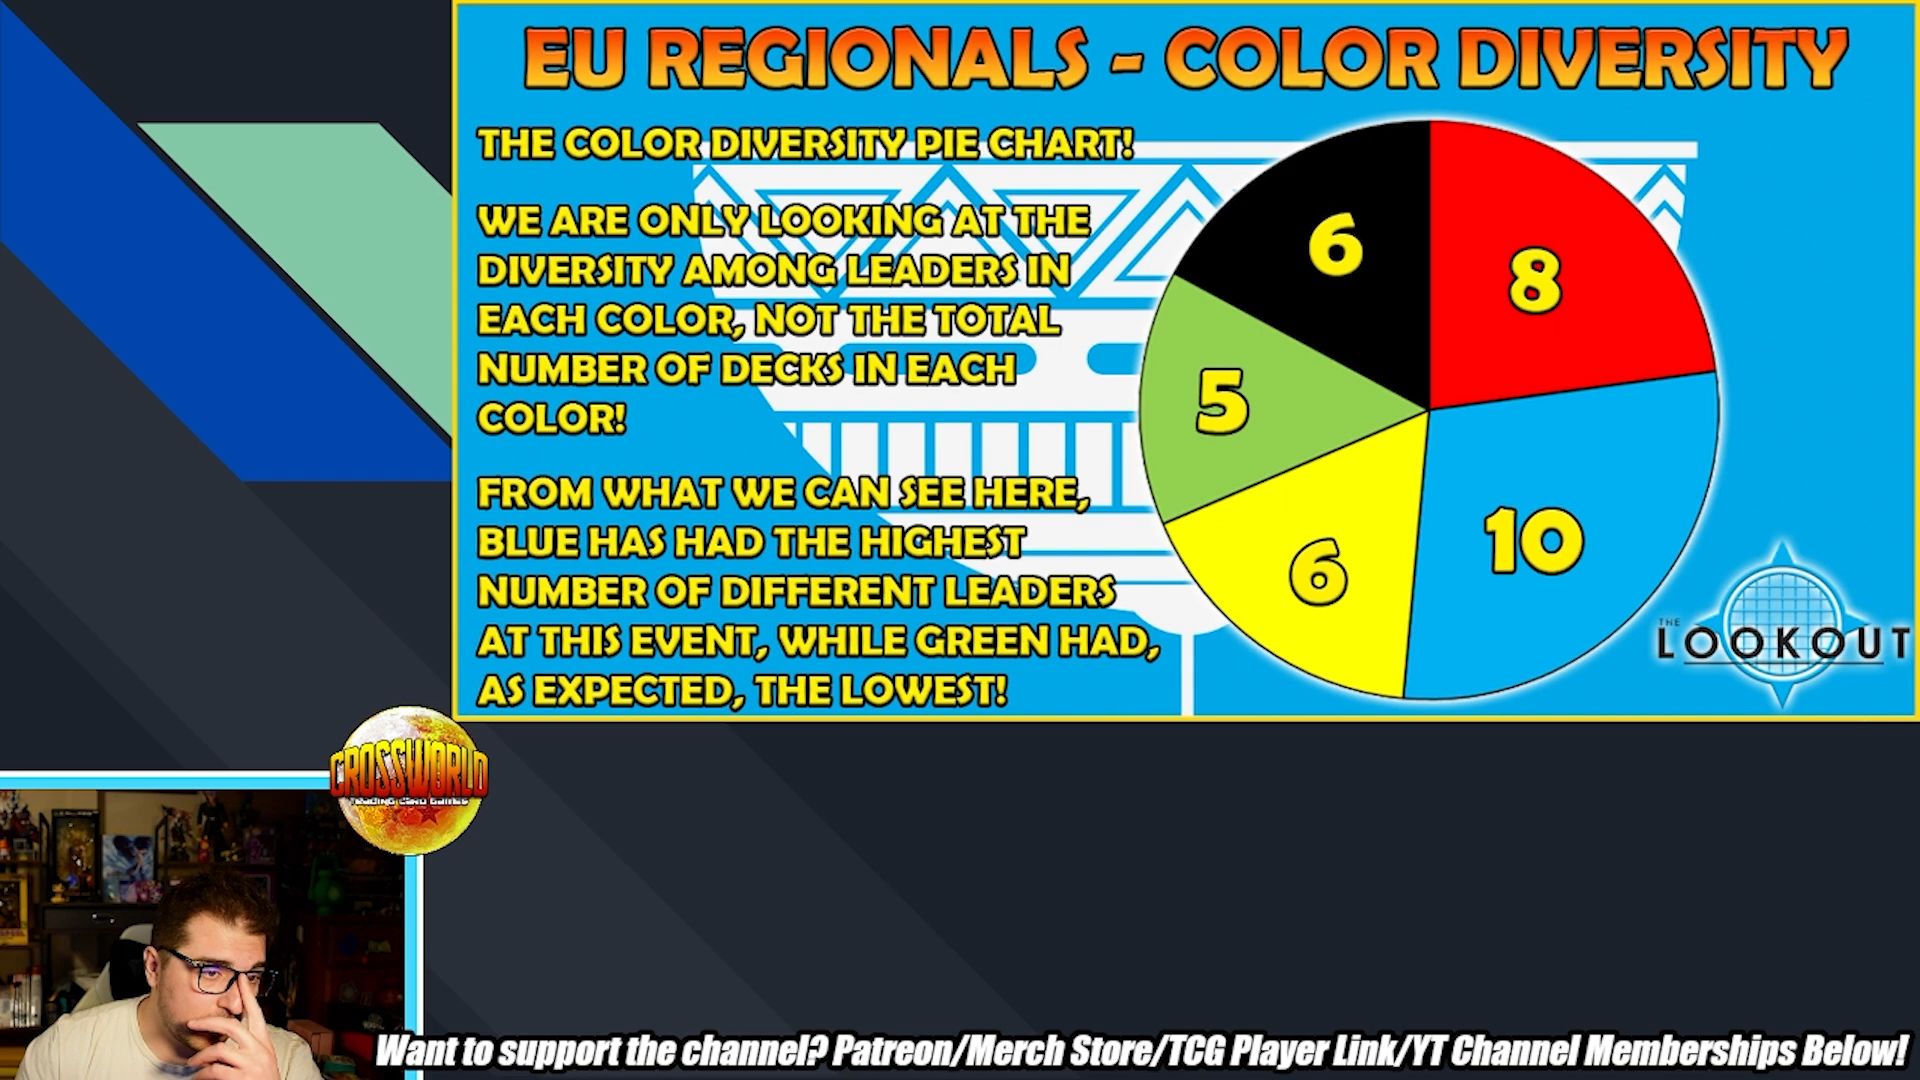 EU REGIONALS - COLOR DIVERSITY
THE COLOR DIVERSITY PIE CHART!
WE ARE ONLY LOOKING AT THE
DIVERSITY AMONG LEADERS IN
EACH COLOR, NOT THE TOTAL
NUMBER OF DECKS IN EACH
COLOR!
FROM WHAT WE CAN SEE HERE,
BLUE HAS HAD THE HIGHEST
NUMBER OF DIFFERENT LEADERS
AT THIS EVENT, WHILE GREEN HAD,
AS EXPECTED, THE LOWEST!
6
8
5
10
6
THE
LOOKOUT
CROSSWORLD
TRADING CARD GAMES
Want to support the channel? Patreon/Merch Store/TCG Player Link/YT Channel Memberships Below!